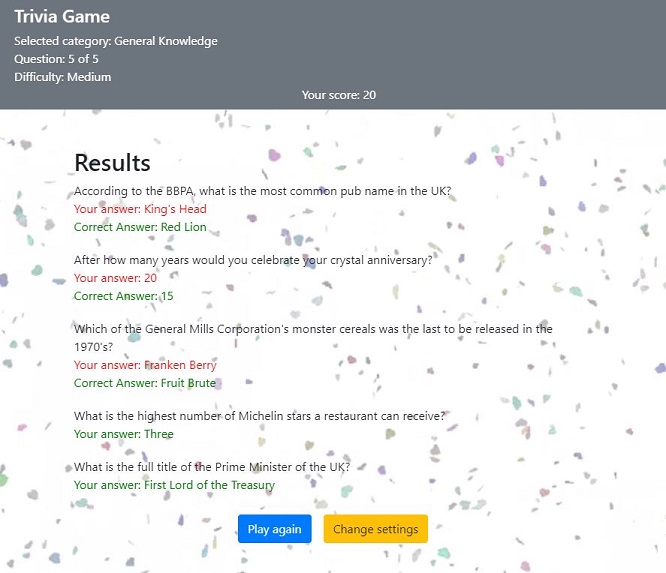 Trivia Game
Selected category: General Knowledge
Question: 5 of 5
Difficulty: Medium
Your score: 20
Results
According to the BBPA, what is the most common pub name in the UK?
Your answer: King's Head
Correct Answer: Red Lion
After how many years would you celebrate your crystal anniversary?
Your answer: 20
Correct Answer: 15
Which of the General Mills Corporation's monster cereals was the last to be released in the
1970's?
Your answer: Franken Berry
Correct Answer: Fruit Brute
What is the highest number of Michelin stars a restaurant can receive?
Your answer: Three
What is the full title of the Prime Minister of the UK?
Your answer: First Lord of the Treasury
Play again
Change settings